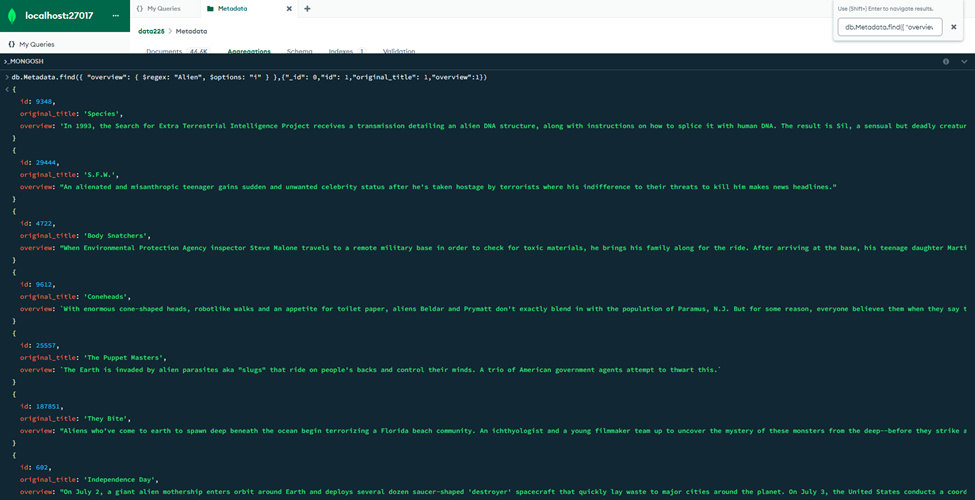 localhost:27017 ...
{} My Queries
Metadata
Use (Shift+) Enter to navigate results.
db.Metadata.find({ "overview
data225 > Metadata
{} My Queries
Documents 46.6K Aggregations Schema Indexes 1 Validation
>_MONGOSH
db.Metadata.find({ "overview": { $regex: "Alien", $options: "i" } },{"_id": 0,"id": 1,"original_title": 1,"overview":1})
{
id: 9348,
original_title: 'Species',
overview: 'In 1993, the Search for Extra Terrestrial Intelligence Project receives a transmission detailing an alien DNA structure, along with instructions on how to splice it with human DNA. The result is Sil, a sensual but deadly creatur
}
{
id: 29444,
original_title: 'S.F.W.',
overview: "An alienated and misanthropic teenager gains sudden and unwanted celebrity status after he's taken hostage by terrorists where his indifference to their threats to kill him makes news headlines."
}
{
id: 4722,
original_title: 'Body Snatchers',
overview: "When Environmental Protection Agency inspector Steve Malone travels to a remote military base in order to check for toxic materials, he brings his family along for the ride. After arriving at the base, his teenage daughter Marti
}
{
id: 9612,
original_title: 'Coneheads',
overview: `With enormous cone-shaped heads, robotlike walks and an appetite for toilet paper, aliens Beldar and Prymatt don't exactly blend in with the population of Paramus, N.J. But for some reason, everyone believes them when they say t
}
{
id: 25557,
original_title: 'The Puppet Masters',
overview: `The Earth is invaded by alien parasites aka "slugs" that ride on people's backs and control their minds. A trio of American government agents attempt to thwart this.`
}
{
id: 187851,
original_title: 'They Bite',
overview: "Aliens who've come to earth to spawn deep beneath the ocean begin terrorizing a Florida beach community. An ichthyologist and a young filmmaker team up to uncover the mystery of these monsters from the deep--before they strike a
}
{
id: 602,
original_title: 'Independence Day',
overview: "On July 2, a giant alien mothership enters orbit around Earth and deploys several dozen saucer-shaped 'destroyer' spacecraft that quickly lay waste to major cities around the planet. On July 3, the United States conducts a coord